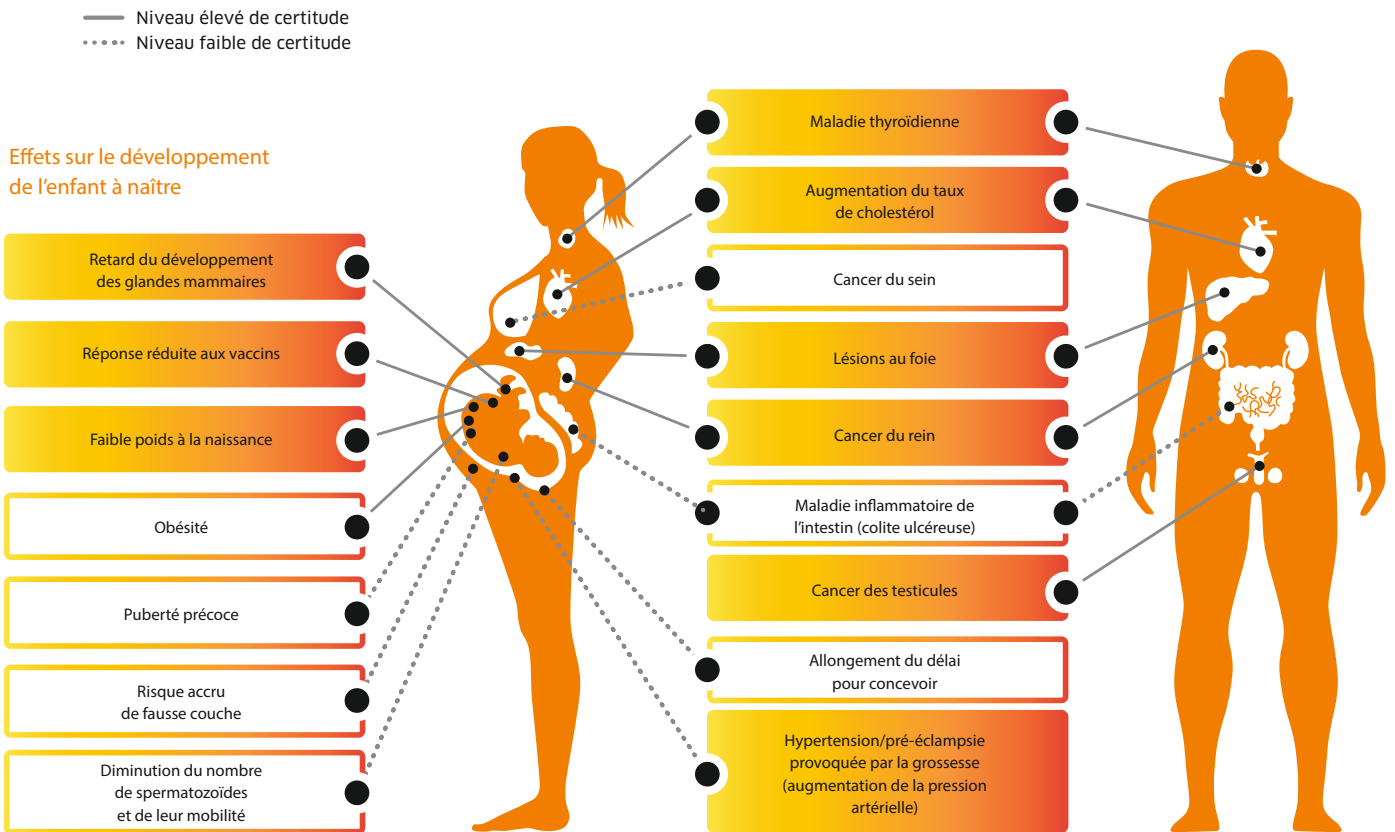 Niveau élevé de certitude
Niveau faible de certitude
Effets sur le développement
de l'enfant à naître
Retard du développement
des glandes mammaires
Réponse réduite aux vaccins
Faible poids à la naissance
Obésité
Puberté précoce
Risque accru
de fausse couche
Diminution du nombre
de spermatozoïdes
et de leur mobilité
Maladie thyroïdienne
Augmentation du taux
de cholestérol
Cancer du sein
Lésions au foie
Cancer du rein
Maladie inflammatoire de
l'intestin (colite ulcéreuse)
Cancer des testicules
Allongement du délai
pour concevoir
Hypertension/pré-éclampsie
provoquée par la grossesse
(augmentation de la pression
artérielle)